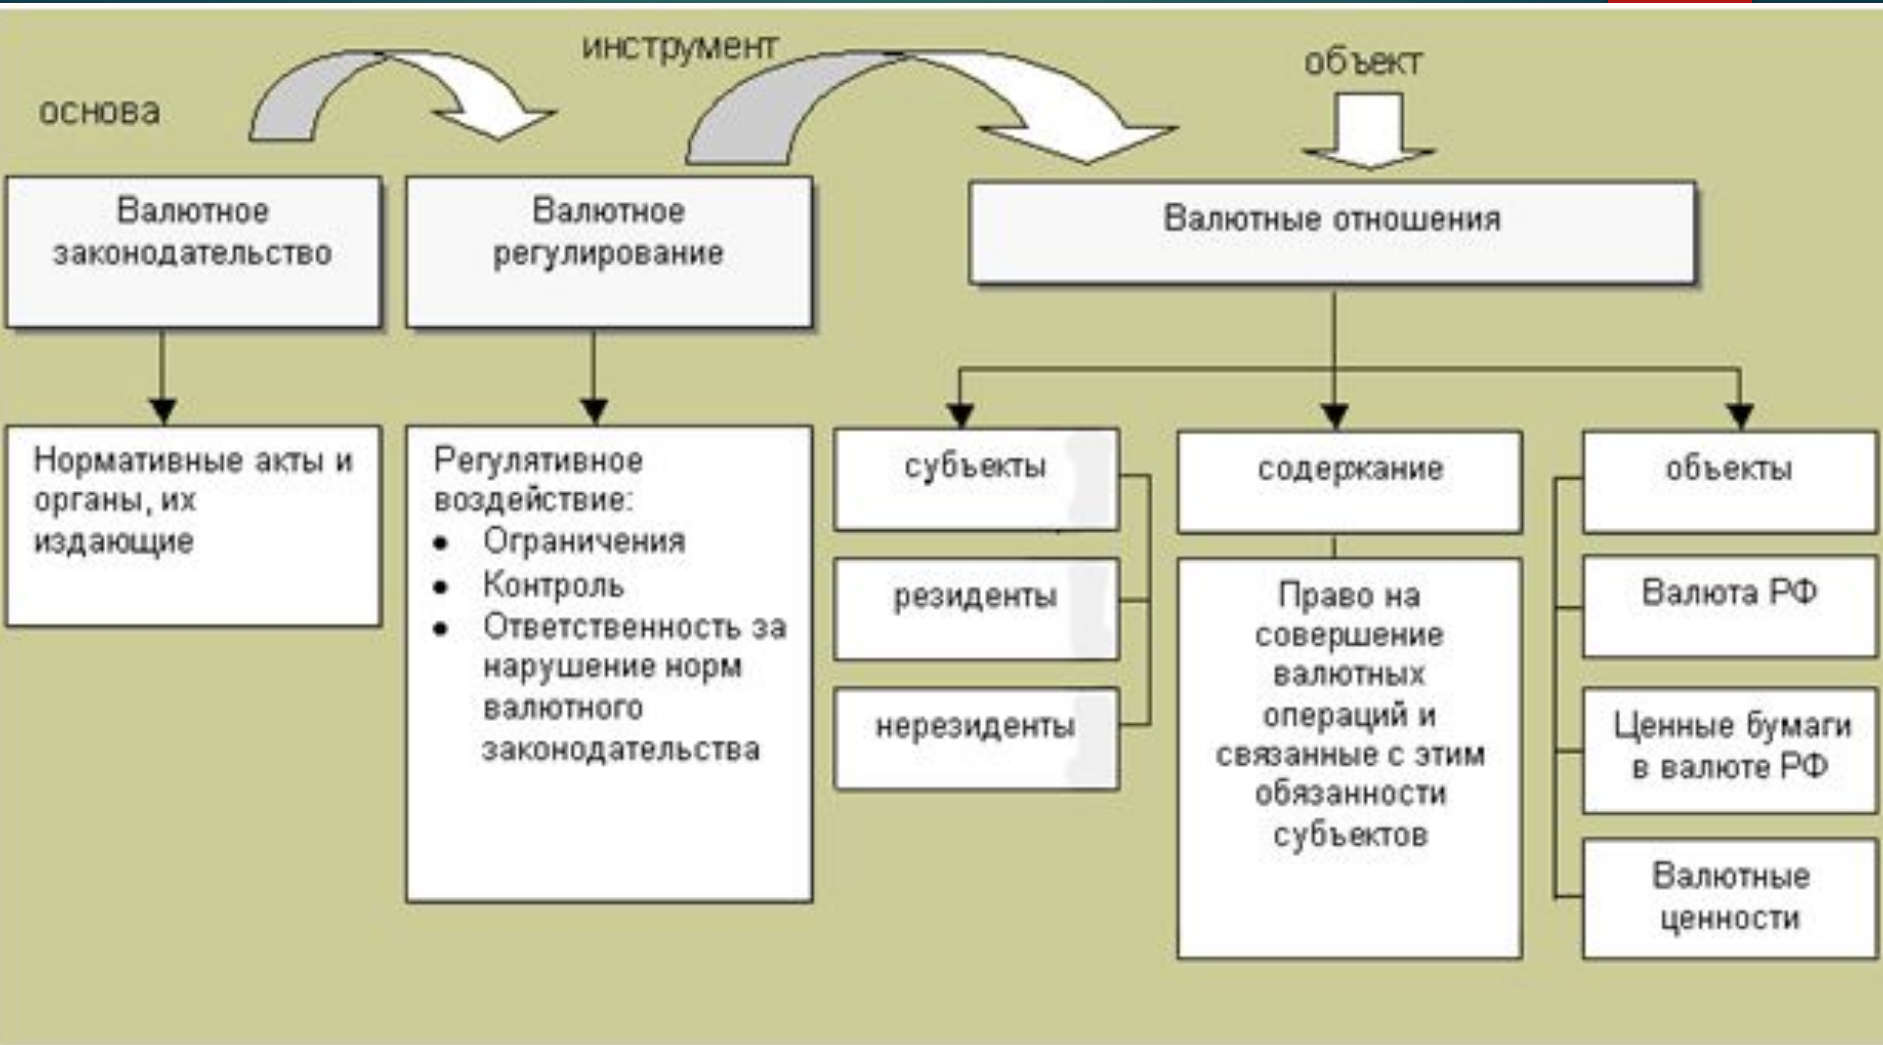 основа
инструмент
объект
Валютное
законодательство
Валютное
регулирование
Валютные отношения
Нормативные акты и
органы, их
издающие
Регулятивное
воздействие:
• Ограничения
• Контроль
• Ответственность за
нарушение норм
валютного
законодательства
субъекты
резиденты
нерезиденты
содержание
Право на
совершение
валютных
операций и
связанные с этим
обязанности
субъектов
объекты
Валюта РФ
Ценные бумаги
в валюте РФ
Валютные
ценности